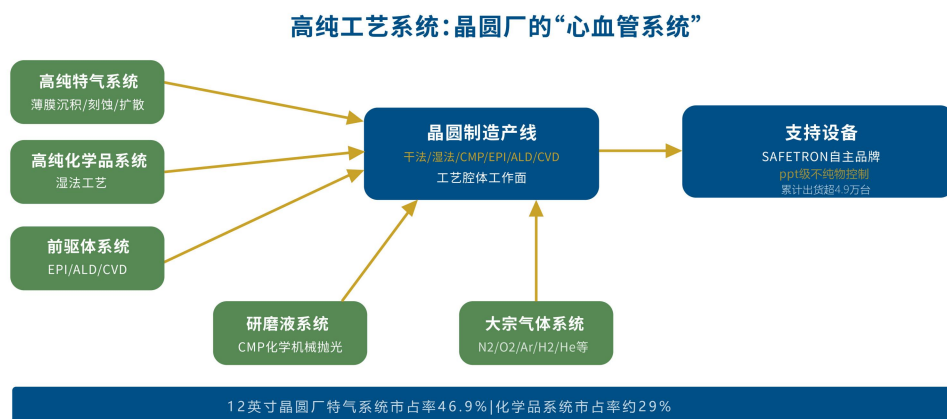 高纯工艺系统:晶圆厂的“心血管系统”
高纯特气系统
薄膜沉积/刻蚀/扩散
高纯化学品系统
湿法工艺
前驱体系统
EPI/ALD/CVD
晶圆制造产线
干法/湿法/CMP/EPI/ALD/CVD
工艺腔体工作面
支持设备
SAFETRON自主品牌
ppt级不纯物控制
累计出货超4.9万台
研磨液系统
CMP化学机械抛光
大宗气体系统
N2/O2/Ar/H2/He等
12英寸晶圆厂特气系统市占率46.9%|化学品系统市占率约29%